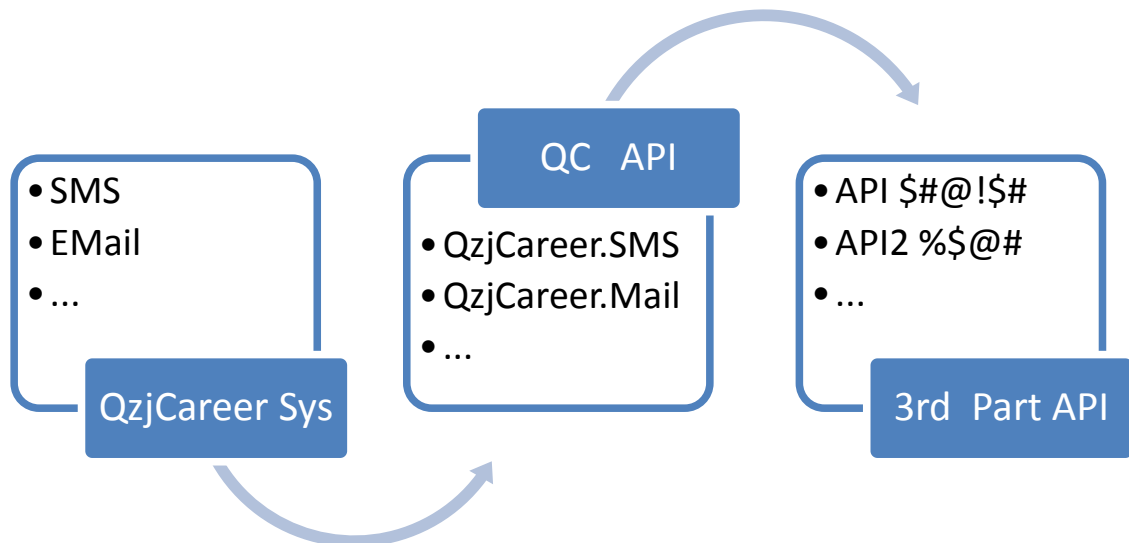 • SMS
• EMail
• ...
QzjCareer Sys
QC API
• QzjCareer.SMS
• QzjCareer.Mail
• ...
• API $#@!$#
• API2 %$@#
• ...
3rd Part API